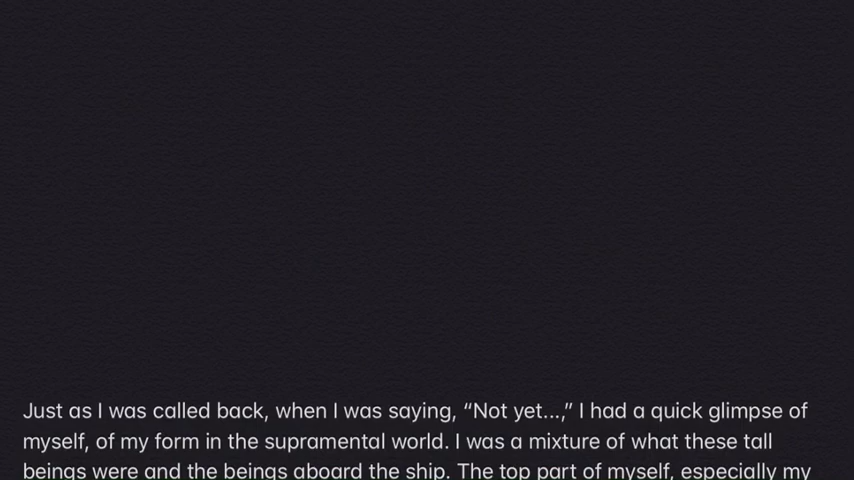 Just as I was called back, when I was saying, “Not yet...,” I had a quick glimpse of
myself, of my form in the supramental world. I was a mixture of what these tall
beings were and the beings aboard the ship. The top part of myself, especially my